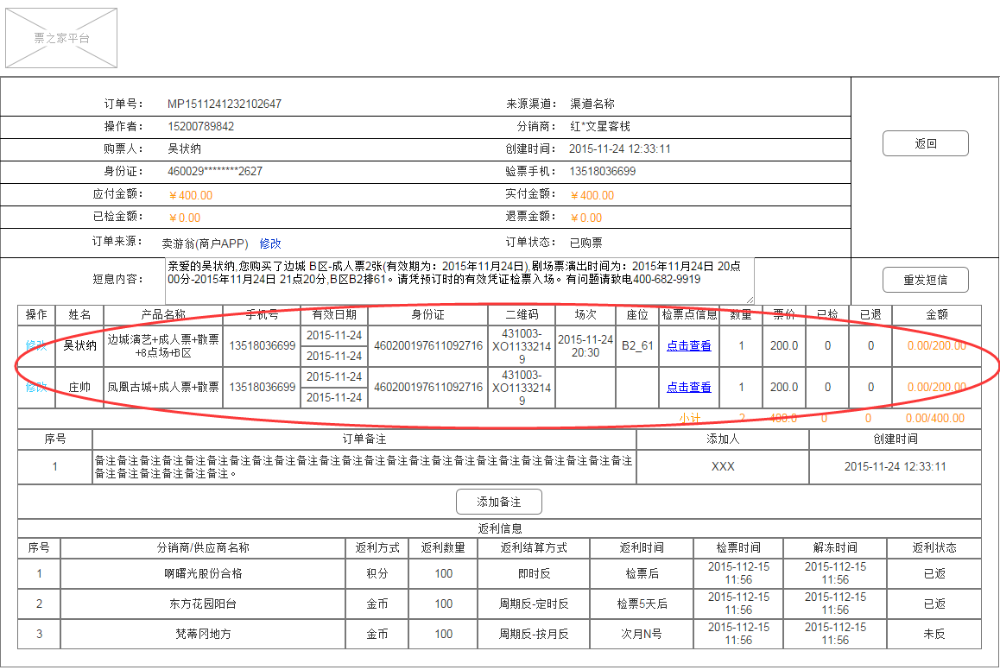 票之家平台
订单号： MP1511241232102647 来源渠道： 渠道名称
操作者： 15200789842 分销商： 红*文星客栈
购票人： 吴状纳 创建时间： 2015-11-24 12:33:11
返回
身份证： 460029********2627 验票手机： 13518036699
应付金额： ￥400.00 实付金额： ￥400.00
已检金额： ￥0.00 退票金额： ￥0.00
订单来源： 卖游翁(商户APP) 修改 订单状态： 已购票
短息内容：
亲爱的吴状纳,您购买了边城 B区-成人票2张(有效期为：2015年11月24日),剧场票演出时间为：2015年11月24日 20点
00分-2015年11月24日 21点20分,B区B2排61。请凭预订时的有效凭证检票入场。有问题请致电400-682-9919
重发短信
操作 姓名 产品名称 手机号 有效日期 身份证 二维码 场次 座位 检票点信息 数量 票价 已检 已退 金额
修改 吴状纳 边城演艺+成人票+散票
+8点场+B区
13518036699 2015-11-24
2015-11-24
460200197611092716 431003-
XO1133214
9
2015-11-24
20:30
B2_61 点击查看 1 200.0 0 0 0.00/200.00
修改 庄帅 凤凰古城+成人票+散票 13518036699 2015-11-24
2015-11-24
460200197611092716 431003-
XO1133214
9
点击查看 1 200.0 0 0 0.00/200.00
小计 2 400.0 0 0 0.00/400.00
序号 订单备注 添加人 创建时间
1 备注备注备注备注备注备注备注备注备注备注备注备注备注备注备注备注备注备注备注备注备注备注备注备注
备注备注备注备注备注备注。
XXX 2015-11-24 12:33:11
添加备注
返利信息
序号 分销商/供应商名称 返利方式 返利数量 返利结算方式 返利时间 检票时间 解冻时间 返利状态
1 啊曙光股份合格 积分 100 即时反 检票后 2015-112-15
11:56
2015-112-15
11:56
已返
2 东方花园阳台 金币 100 周期反-定时反 检票5天后 2015-112-15
11:56
2015-112-15
11:56
已返
3 梵蒂冈地方 金币 100 周期反-按月反 次月N号 2015-112-15
11:56
2015-112-15
11:56
未反